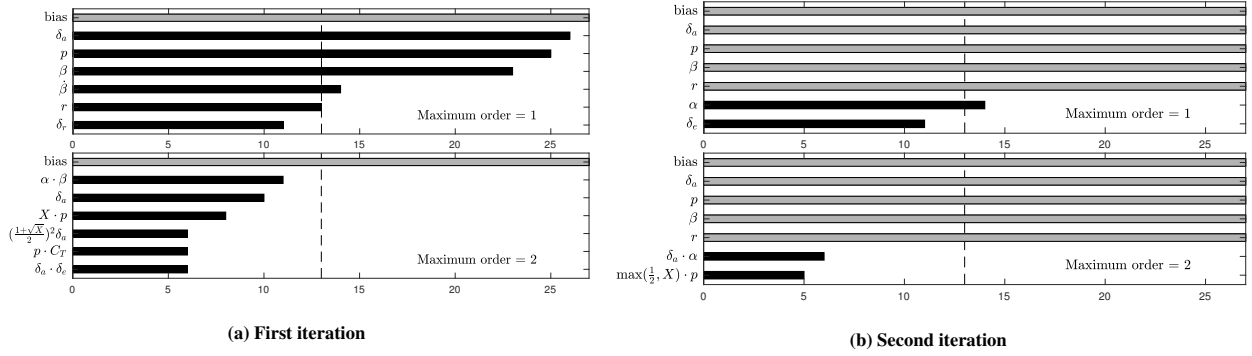 bias
δₐ
p
β
β̇
r
δᵣ
Maximum order = 1
0 5 10 15 20 25
bias
α · β
δₐ
X · p
((1+√X)/2)²δₐ
p · C_T
δₐ · δₑ
Maximum order = 2
0 5 10 15 20 25
(a) First iteration
bias
δₐ
p
β
r
α
δₑ
Maximum order = 1
0 5 10 15 20 25
bias
δₐ
p
β
r
δₐ · α
max(½, X) · p
Maximum order = 2
0 5 10 15 20 25
(b) Second iteration